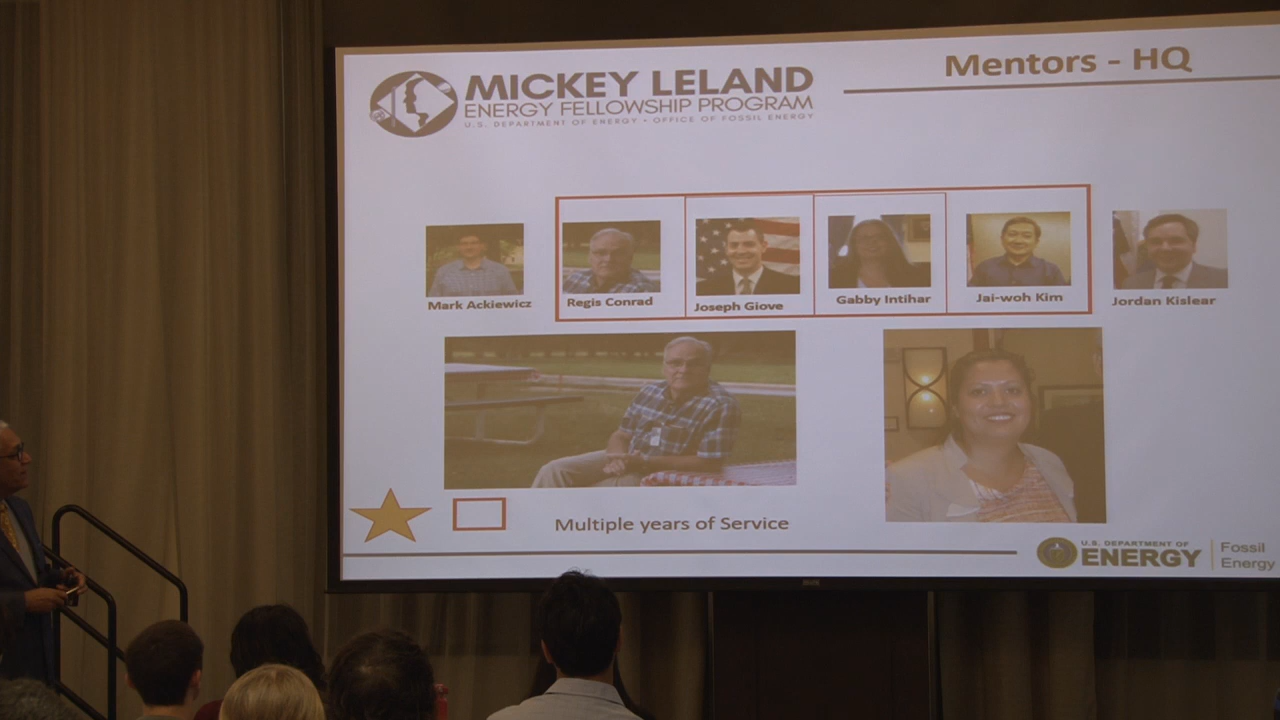 MICKEY LELAND
ENERGY FELLOWSHIP PROGRAM
U.S. DEPARTMENT OF ENERGY • OFFICE OF FOSSIL ENERGY
Mentors - HQ
Mark Ackiewicz
Regis Conrad
Joseph Giove
Gabby Intihar
Jai-woh Kim
Jordan Kislear
Multiple years of Service
U.S. DEPARTMENT OF
ENERGY
Fossil
Energy